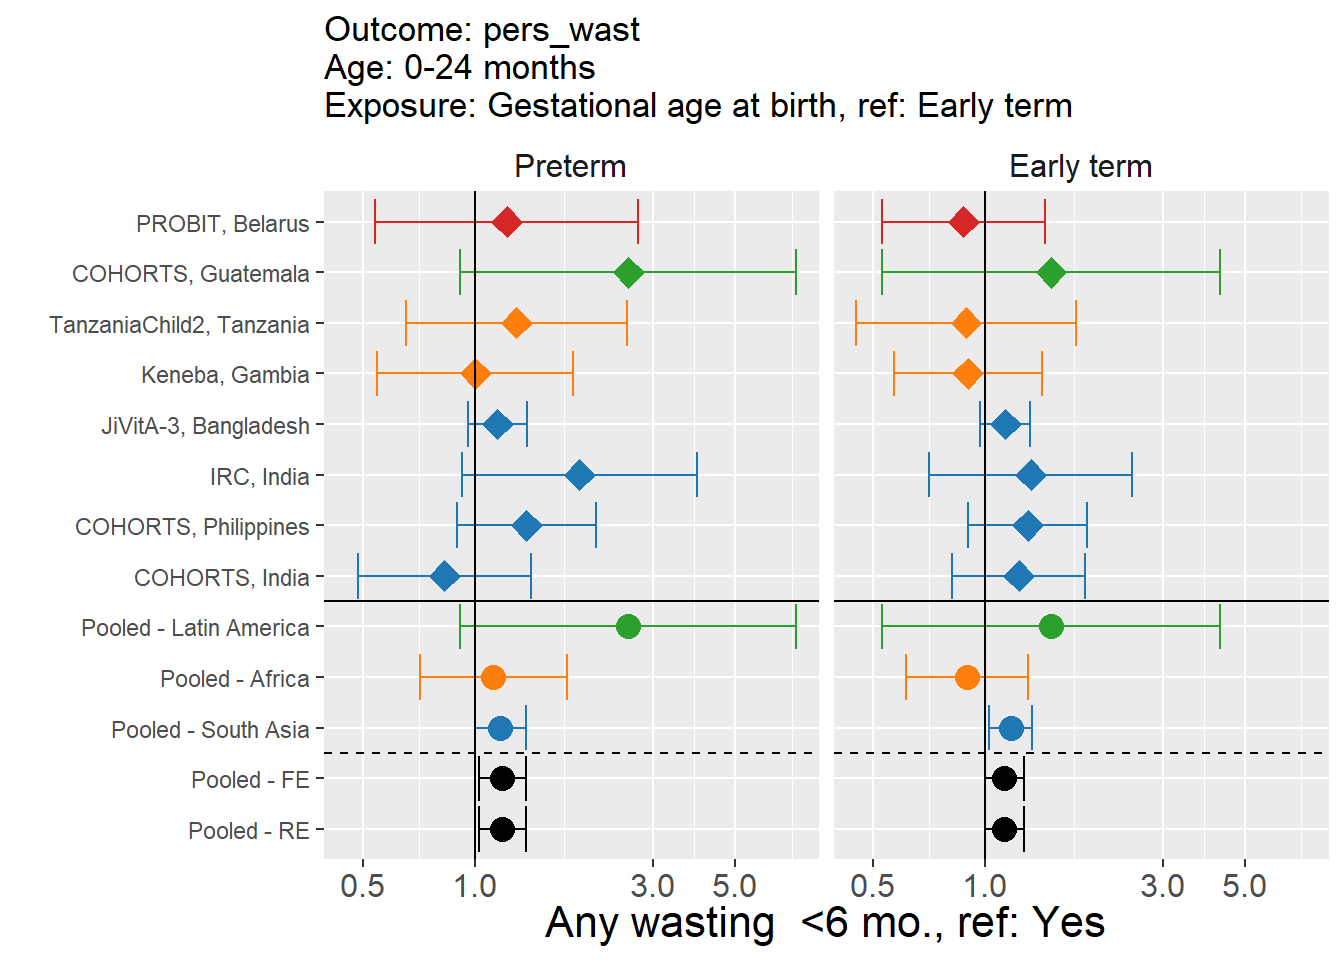 Outcome: pers_wast
Age: 0-24 months
Exposure: Gestational age at birth, ref: Early term
Preterm
Early term
PROBIT, Belarus
COHORTS, Guatemala
TanzaniaChild2, Tanzania
Keneba, Gambia
JiVitA-3, Bangladesh
IRC, India
COHORTS, Philippines
COHORTS, India
Pooled - Latin America
Pooled - Africa
Pooled - South Asia
Pooled - FE
Pooled - RE
0.5 1.0 3.0 5.0
0.5 1.0 3.0 5.0
Any wasting  <6 mo., ref: Yes